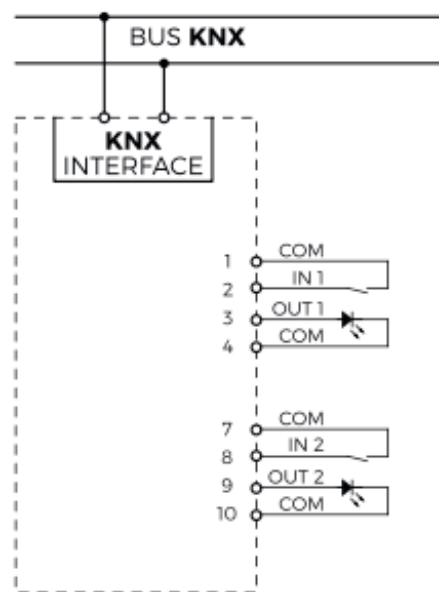 BUS KNX
KNX
INTERFACE
1 COM
2 IN 1
3 OUT 1
4 COM
7 COM
8 IN 2
9 OUT 2
10 COM